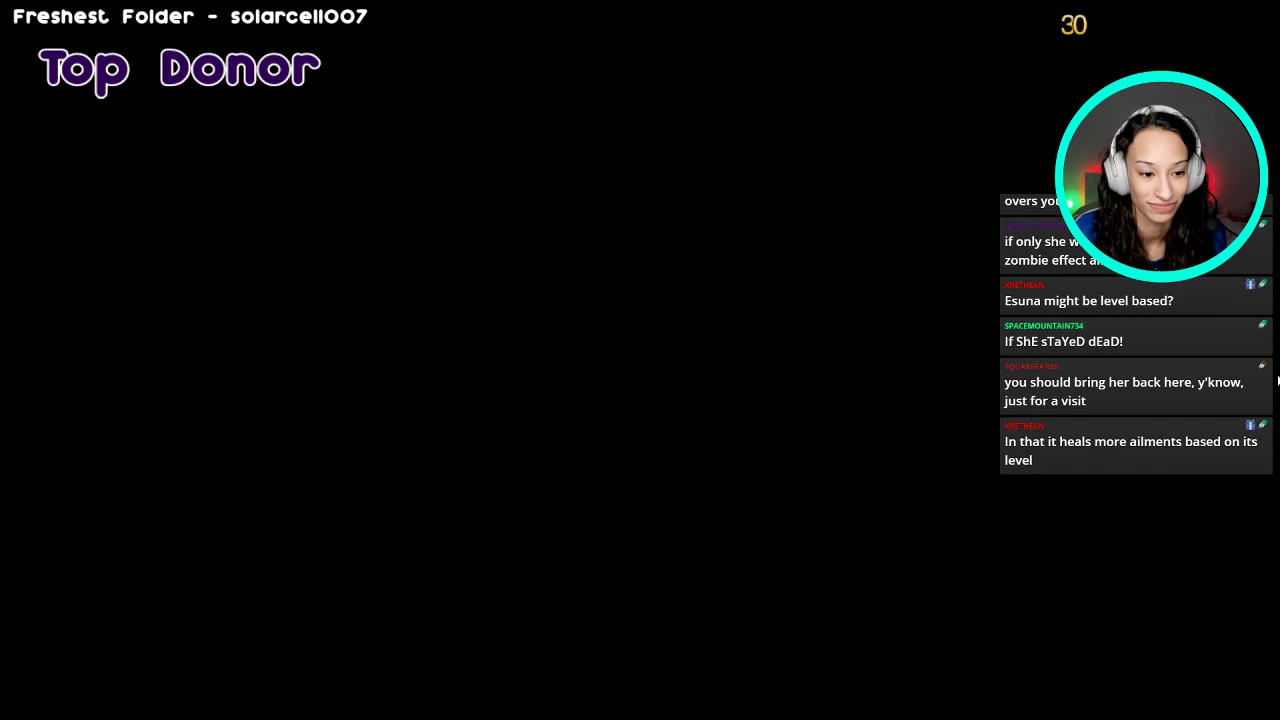 Freshest Folder - solarcell007
Top Donor
30
overs you
if only she w
zombie effect a
KRETHEAN
Esuna might be level based?
SPACEMOUNTAIN734
If ShE sTaYeD dEaD!
you should bring her back here, y'know,
just for a visit
KRETHEAN
In that it heals more ailments based on its
level